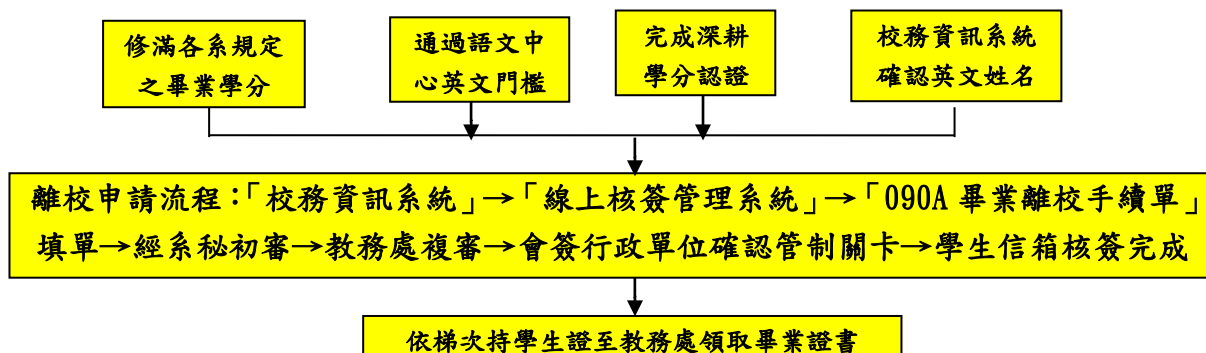 修滿各系規定
之畢業學分
通過語文中
心英文門檻
完成深耕
學分認證
校務資訊系統
確認英文姓名
離校申請流程：「校務資訊系統」→「線上核簽管理系統」→「090A 畢業離校手續單」
填單→經系秘初審→教務處複審→會簽行政單位確認管制關卡→學生信箱核簽完成
依梯次持學生證至教務處領取畢業證書